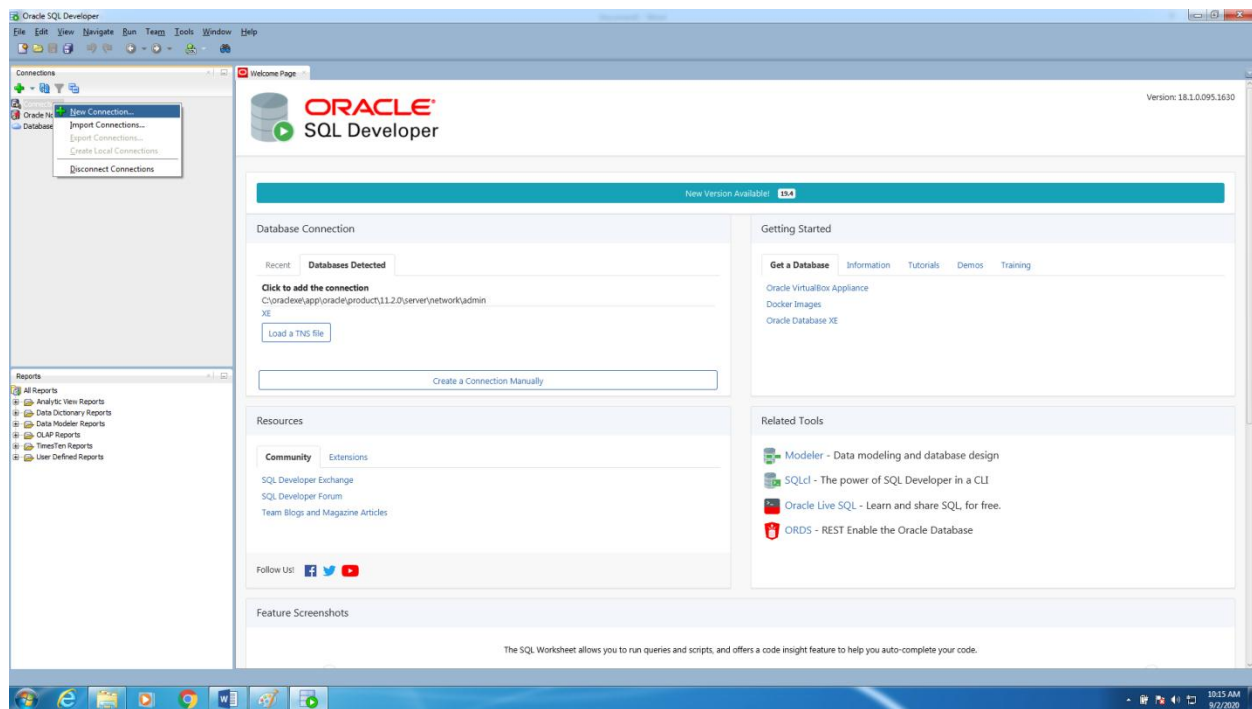 Oracle SQL Developer
File Edit View Navigate Run Team Tools Window Help
Connections
New Connection...
Oracle No
Import Connections...
Database
Export Connections...
Create Local Connections
Disconnect Connections
Reports
All Reports
Analytic View Reports
Data Dictionary Reports
Data Modeler Reports
OLAP Reports
TimesTen Reports
User Defined Reports
Welcome Page
ORACLE
SQL Developer
Version: 18.1.0.095.1630
New Version Available! 19.4
Database Connection
Recent Databases Detected
Click to add the connection
C:\oraclexe\app\oracle\product\11.2.0\server\network\admin
XE
Load a TNS file
Create a Connection Manually
Getting Started
Get a Database Information Tutorials Demos Training
Oracle VirtualBox Appliance
Docker Images
Oracle Database XE
Resources
Community Extensions
SQL Developer Exchange
SQL Developer Forum
Team Blogs and Magazine Articles
Follow Us!
Related Tools
Modeler - Data modeling and database design
SQLcl - The power of SQL Developer in a CLI
Oracle Live SQL - Learn and share SQL, for free.
ORDS - REST Enable the Oracle Database
Feature Screenshots
The SQL Worksheet allows you to run queries and scripts, and offers a code insight feature to help you auto-complete your code.
10:15 AM
9/2/2020